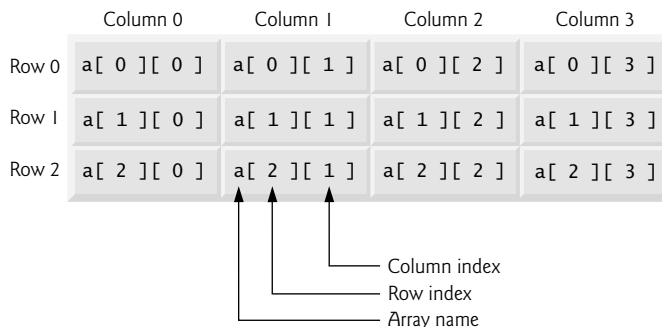 Column 0 Column 1 Column 2 Column 3
Row 0 a[ 0 ][ 0 ] a[ 0 ][ 1 ] a[ 0 ][ 2 ] a[ 0 ][ 3 ]
Row 1 a[ 1 ][ 0 ] a[ 1 ][ 1 ] a[ 1 ][ 2 ] a[ 1 ][ 3 ]
Row 2 a[ 2 ][ 0 ] a[ 2 ][ 1 ] a[ 2 ][ 2 ] a[ 2 ][ 3 ]
Column index
Row index
Array name